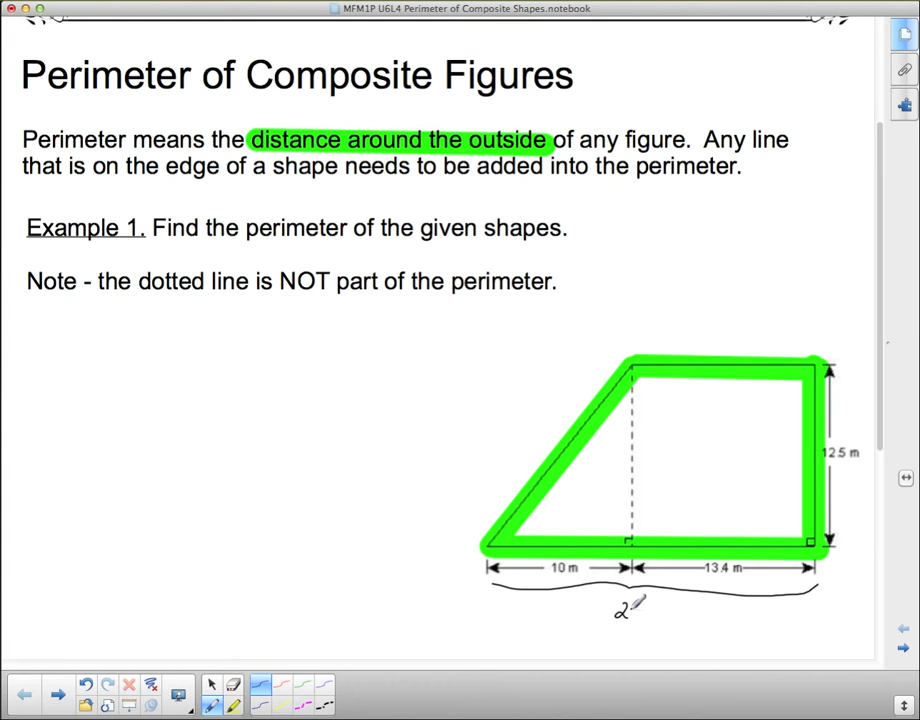 MFM1P U6L4 Perimeter of Composite Shapes.notebook
Perimeter of Composite Figures
Perimeter means the distance around the outside of any figure. Any line
that is on the edge of a shape needs to be added into the perimeter.
Example 1. Find the perimeter of the given shapes.
Note - the dotted line is NOT part of the perimeter.
12.5 m
10 m
13.4 m
2